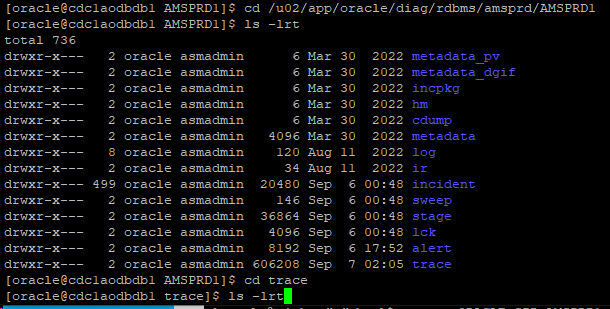 [oracle@cdc1aodbdb1 AMSPRD1]$ cd /u02/app/oracle/diag/rdbms/amsprd/AMSPRD1
[oracle@cdc1aodbdb1 AMSPRD1]$ ls -lrt
total 736
drwxr-x--- 2 oracle asmadmin 6 Mar 30 2022 metadata_pv
drwxr-x--- 2 oracle asmadmin 6 Mar 30 2022 metadata_dgif
drwxr-x--- 2 oracle asmadmin 6 Mar 30 2022 incpkg
drwxr-x--- 2 oracle asmadmin 6 Mar 30 2022 hm
drwxr-x--- 2 oracle asmadmin 6 Mar 30 2022 cdump
drwxr-x--- 2 oracle asmadmin 4096 Mar 30 2022 metadata
drwxr-x--- 8 oracle asmadmin 120 Aug 11 2022 log
drwxr-x--- 2 oracle asmadmin 34 Aug 11 2022 ir
drwxr-x--- 499 oracle asmadmin 20480 Sep 6 00:48 incident
drwxr-x--- 2 oracle asmadmin 146 Sep 6 00:48 sweep
drwxr-x--- 2 oracle asmadmin 36864 Sep 6 00:48 stage
drwxr-x--- 2 oracle asmadmin 4096 Sep 6 00:48 lck
drwxr-x--- 2 oracle asmadmin 8192 Sep 6 17:52 alert
drwxr-x--- 2 oracle asmadmin 606208 Sep 7 02:05 trace
[oracle@cdc1aodbdb1 AMSPRD1]$ cd trace
[oracle@cdc1aodbdb1 trace]$ ls -lrt